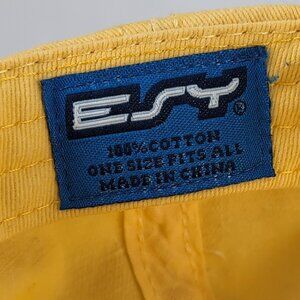 ESY®
100% COTTON
ONE SIZE FITS ALL
MADE IN CHINA